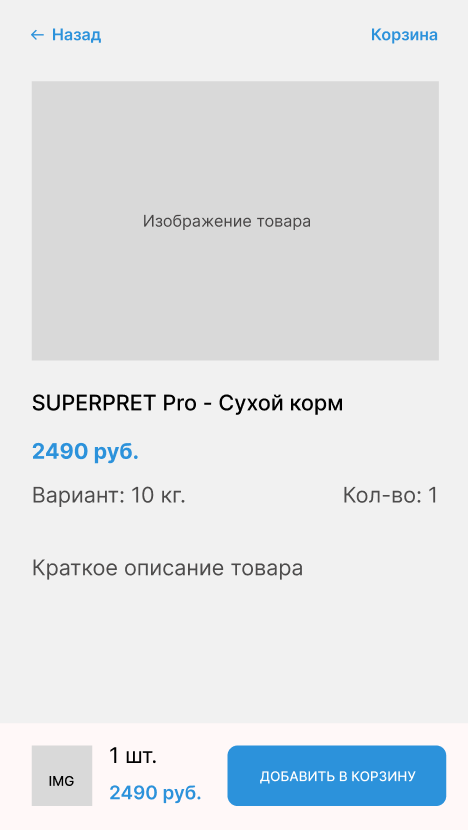 ← Назад
Корзина
Изображение товара
SUPERPRET Pro - Сухой корм
2490 руб.
Вариант: 10 кг.
Кол-во: 1
Краткое описание товара
IMG
1 шт.
2490 руб.
ДОБАВИТЬ В КОРЗИНУ